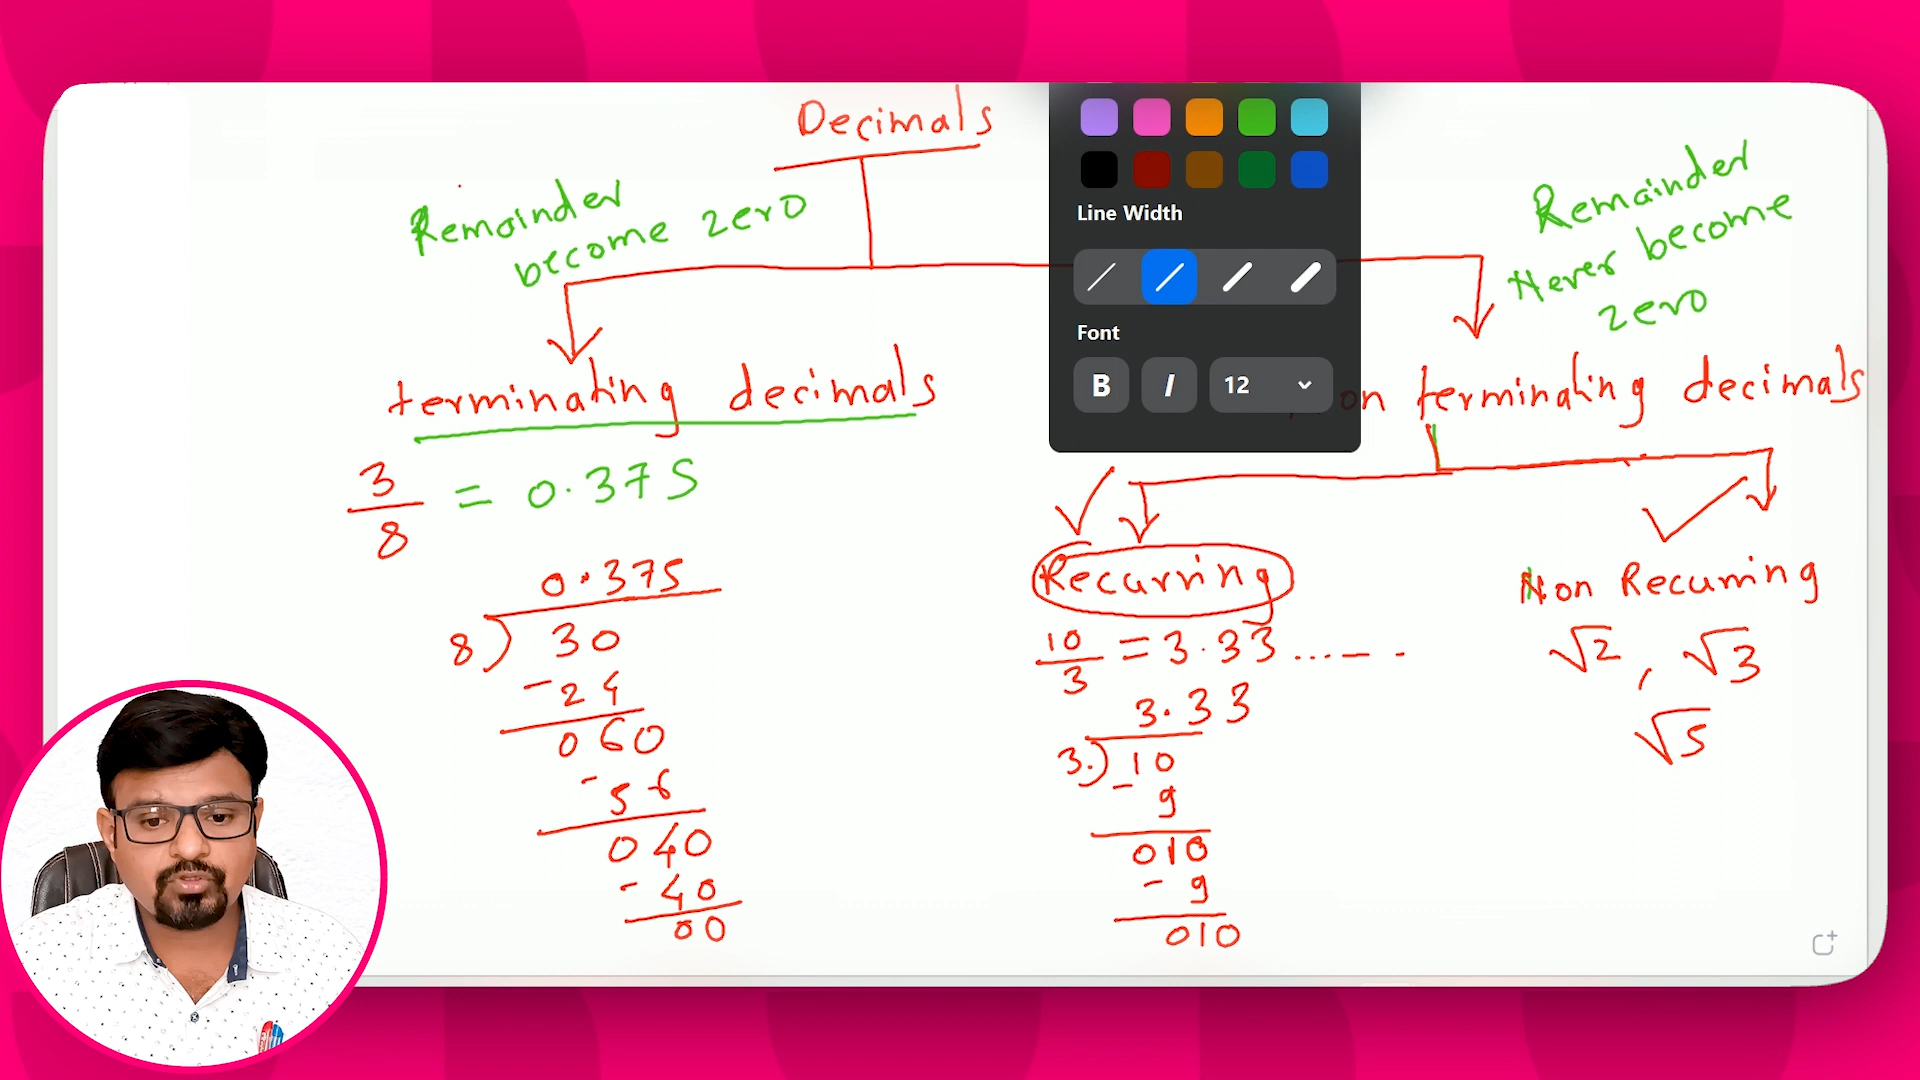 Decimals
Remainder
become zero
Remainder
Never become
zero
Line Width
Font
B I 12
terminating decimals
on terminating decimals
3/8 = 0.375
0.375
8) 30
- 24
060
- 56
040
- 40
00
Recurring
10/3 = 3.33......
3.33
3.) 10
- 9
010
- 9
010
Non Recurring
√2, √3
√5